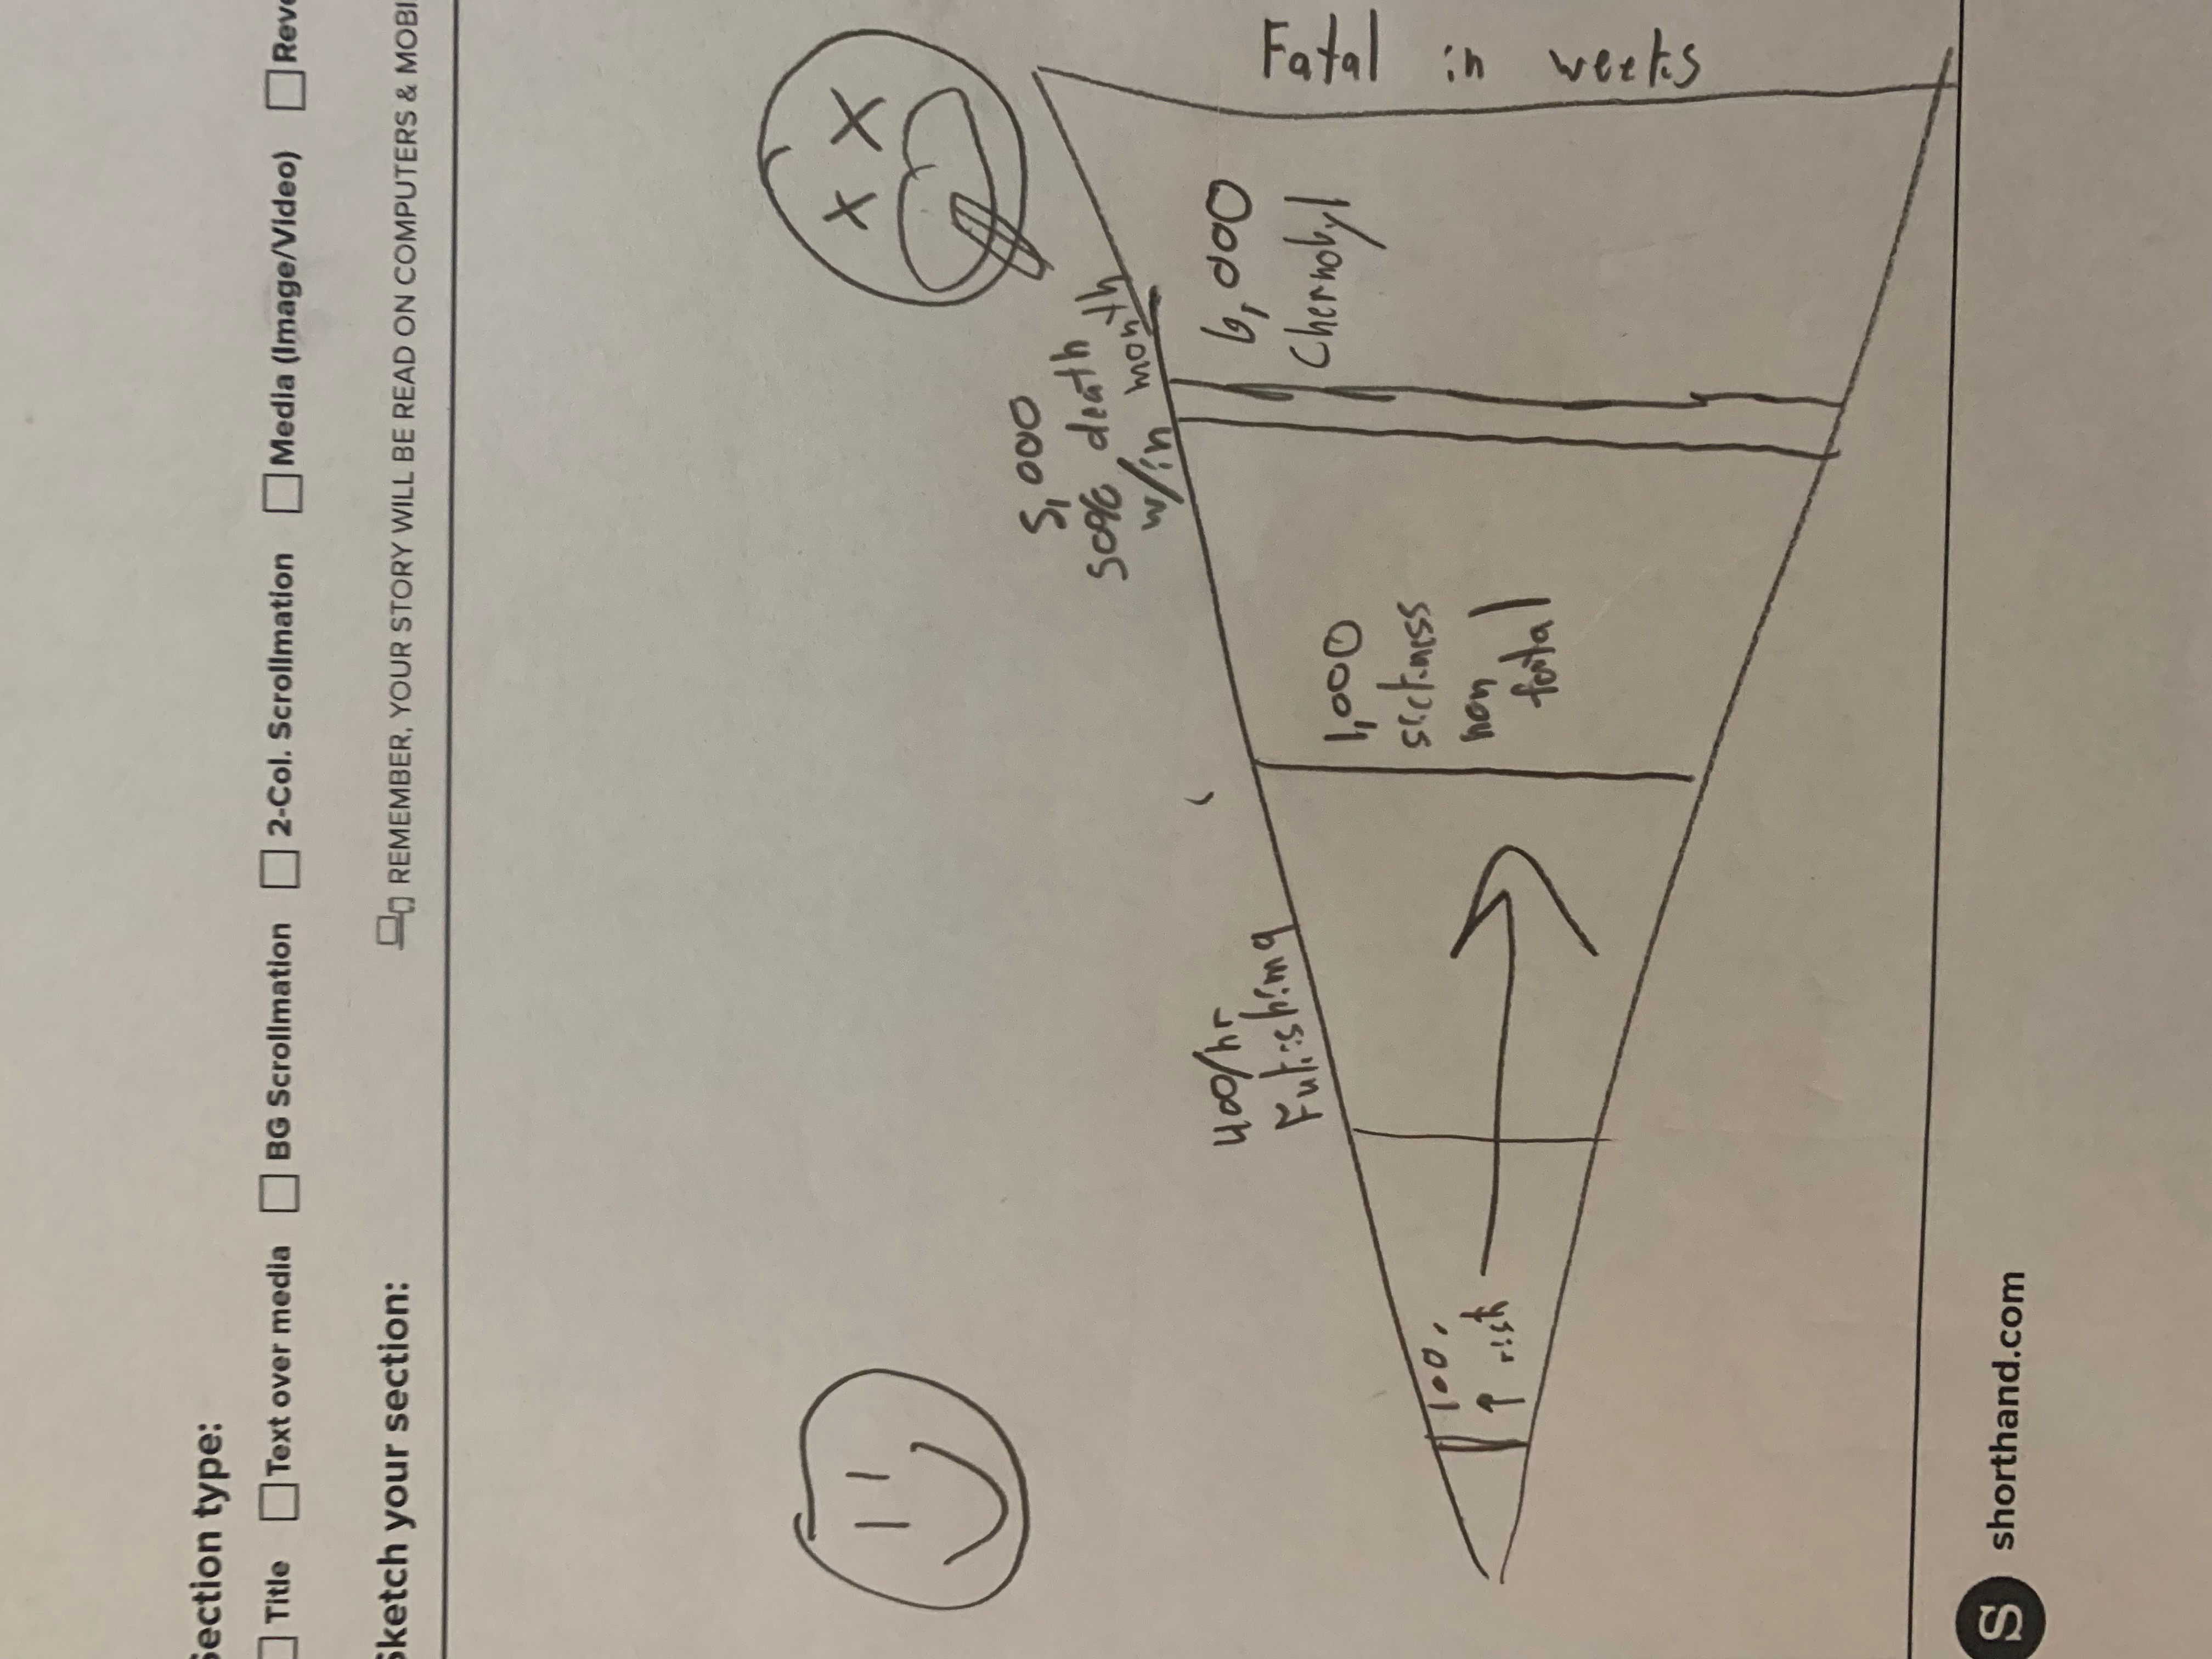 Section type:
Title Text over media BG Scrollmation 2-Col. Scrollmation Media (Image/Video) Reve
Sketch your section:
REMEMBER, YOUR STORY WILL BE READ ON COMPUTERS & MOBI
5,000
50% death
w/in month
400/hr
Fukishima
6,000
Chernobyl
1,000
sickness
non
fatal
100.
↑ risk
Fatal in weeks
S shorthand.com